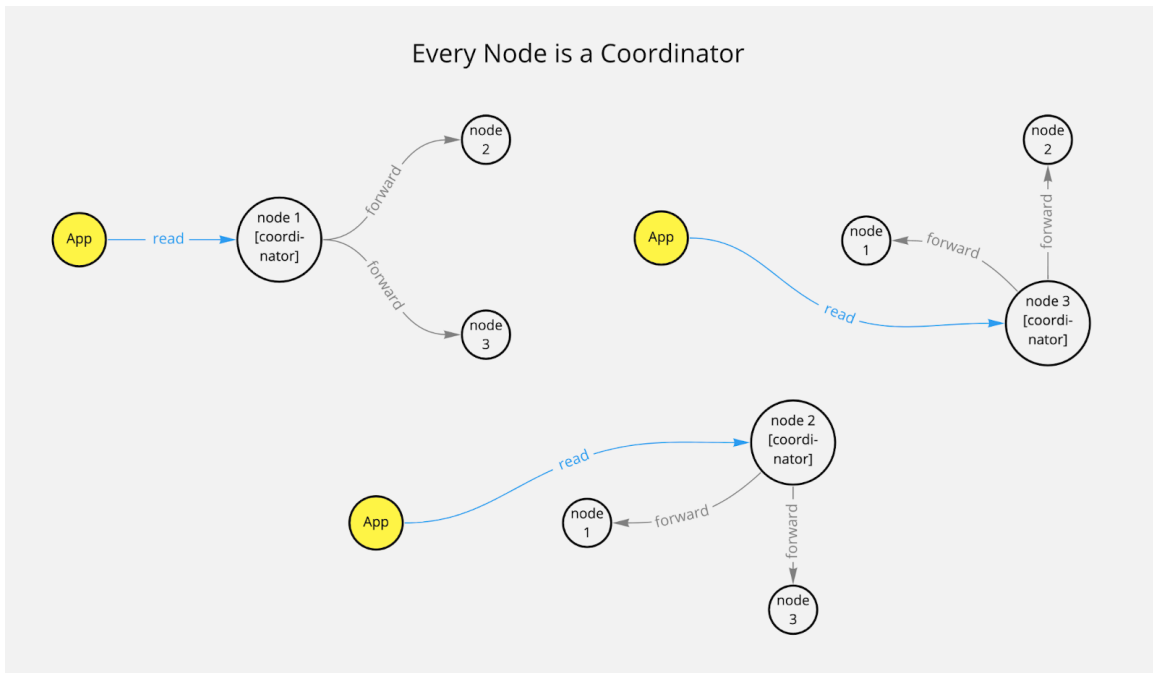 Every Node is a Coordinator
App
read
node 1
[coordi-
nator]
forward
node
2
forward
node
3
App
read
node 3
[coordi-
nator]
forward
node
1
forward
node
2
App
read
node 2
[coordi-
nator]
forward
node
1
forward
node
3